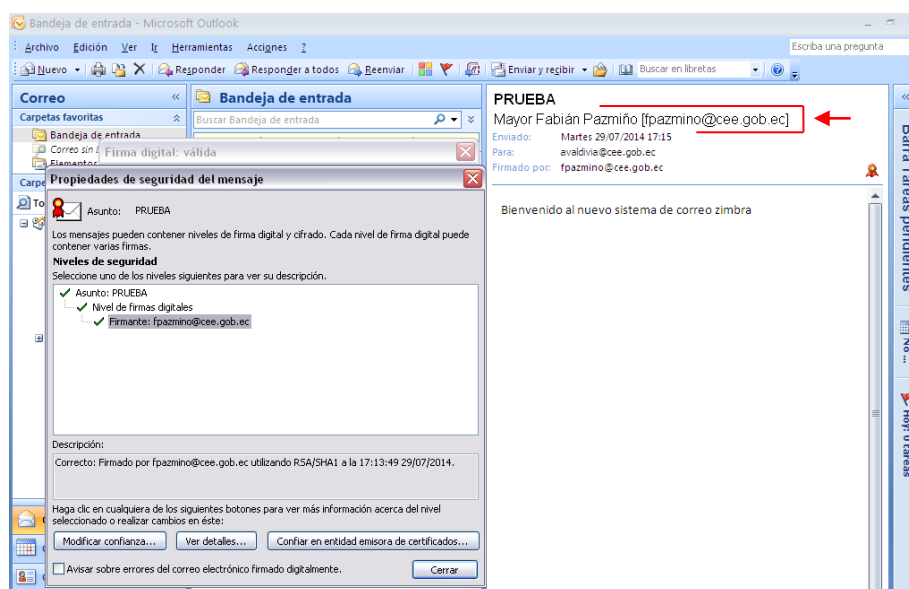 Bandeja de entrada - Microsoft Outlook
Archivo Edición Ver Ir Herramientas Acciones ?
Escriba una pregunta
Nuevo Responder Responder a todos Reenviar Enviar y recibir Buscar en libretas
Correo
Carpetas favoritas
Bandeja de entrada
Correo sin
Elementos
Carpe
To
Bandeja de entrada
Buscar Bandeja de entrada
Firma digital: válida
Propiedades de seguridad del mensaje
Asunto: PRUEBA
Los mensajes pueden contener niveles de firma digital y cifrado. Cada nivel de firma digital puede
contener varias firmas.
Niveles de seguridad
Seleccione uno de los niveles siguientes para ver su descripción.
Asunto: PRUEBA
Nivel de firmas digitales
Firmante: fpazmino@cee.gob.ec
Descripción:
Correcto: Firmado por fpazmino@cee.gob.ec utilizando RSA/SHA1 a la 17:13:49 29/07/2014.
Haga clic en cualquiera de los siguientes botones para ver más información acerca del nivel
seleccionado o realizar cambios en éste:
Modificar confianza... Ver detalles... Confiar en entidad emisora de certificados...
Avisar sobre errores del correo electrónico firmado digitalmente.
Cerrar
PRUEBA
Mayor Fabián Pazmiño [fpazmino@cee.gob.ec]
Enviado: Martes 29/07/2014 17:15
Para: avaldivia@cee.gob.ec
Firmado por: fpazmino@cee.gob.ec
Bienvenido al nuevo sistema de correo zimbra
Barra Tareas pendientes
No ...
Hoy: 0 tareas